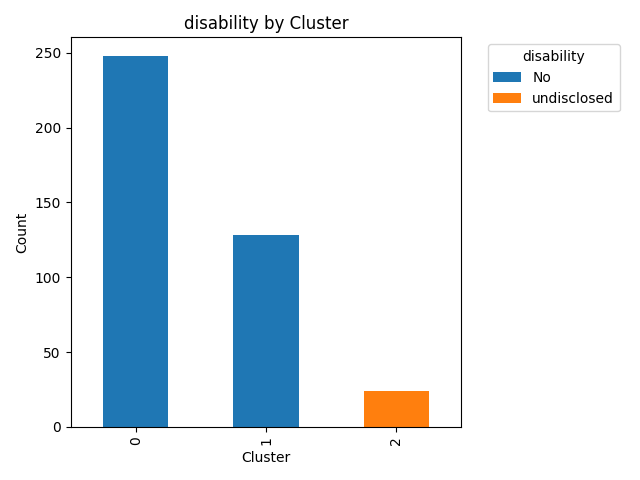 disability by Cluster
250
200
150
100
50
0
Count
0
1
2
Cluster
disability
No
undisclosed